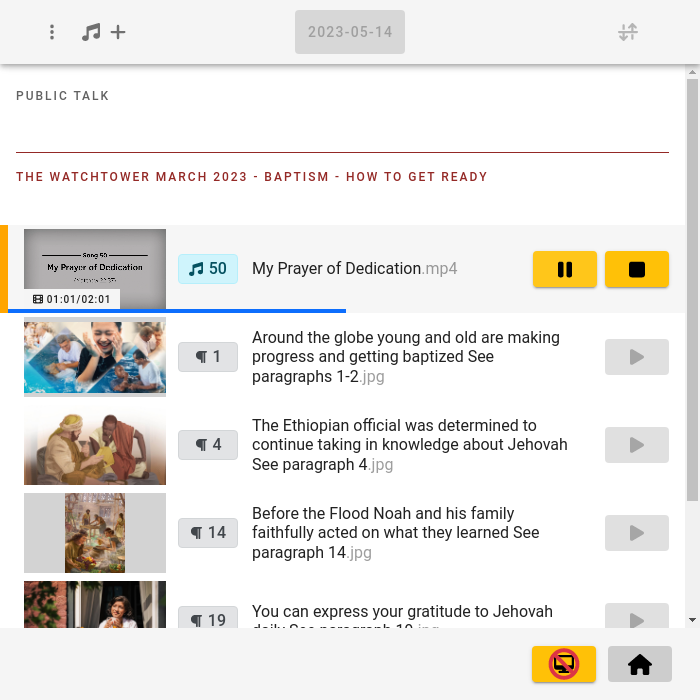 2023-05-14
PUBLIC TALK
THE WATCHTOWER MARCH 2023 - BAPTISM - HOW TO GET READY
Song 50
My Prayer of Dedication
01:01/02:01
50
My Prayer of Dedication.mp4
¶ 1
Around the globe young and old are making
progress and getting baptized See
paragraphs 1-2.jpg
¶ 4
The Ethiopian official was determined to
continue taking in knowledge about Jehovah
See paragraph 4.jpg
¶ 14
Before the Flood Noah and his family
faithfully acted on what they learned See
paragraph 14.jpg
¶ 19
You can express your gratitude to Jehovah
daily See paragraph 19.jpg